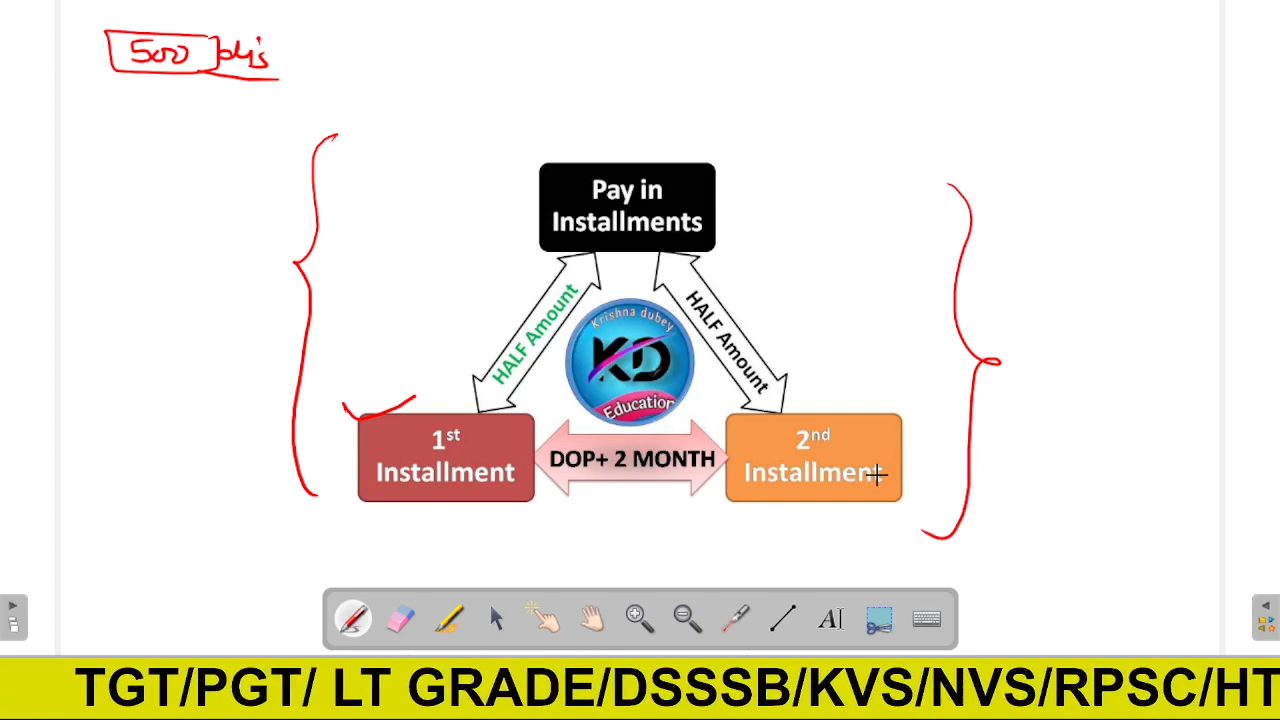 500
Pay in
Installments
HALF Amount
HALF Amount
Krishna dubey
KD
Education
1st
Installment
DOP+ 2 MONTH
2nd
Installment
AI
TGT/PGT/ LT GRADE/DSSSB/KVS/NVS/RPSC/HT